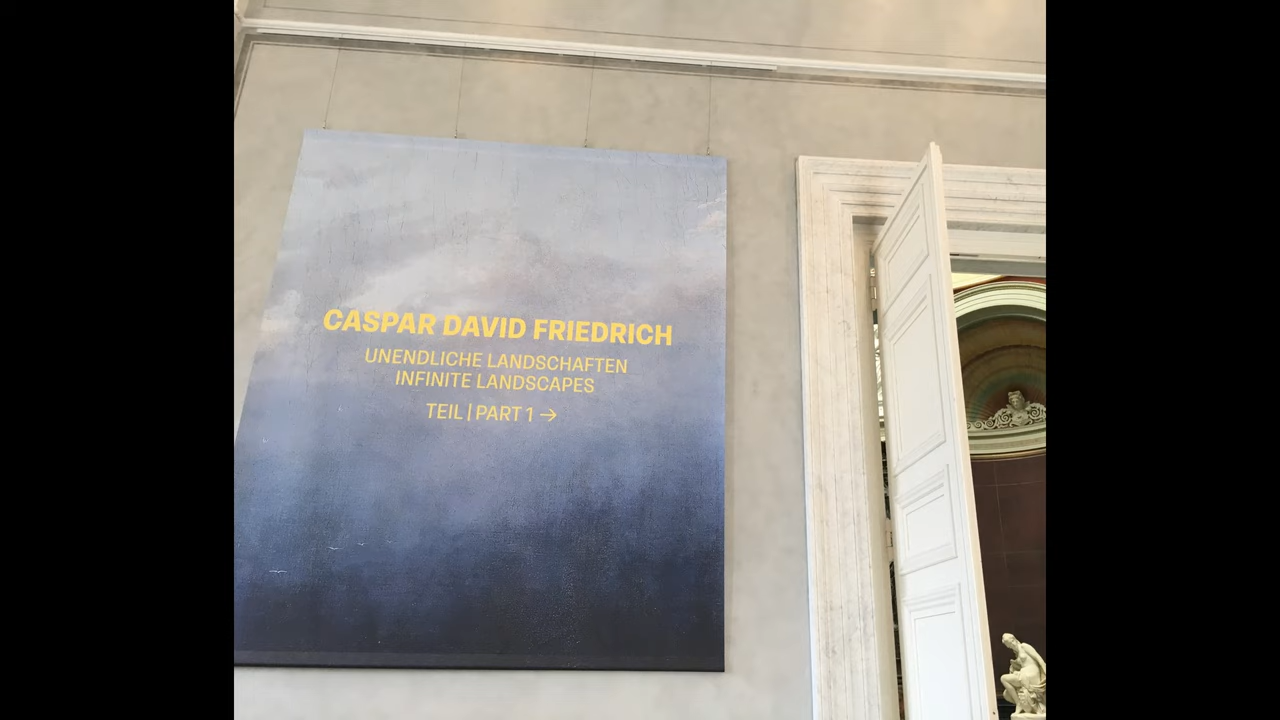 CASPAR DAVID FRIEDRICH
UNENDLICHE LANDSCHAFTEN
INFINITE LANDSCAPES
TEIL | PART 1 →